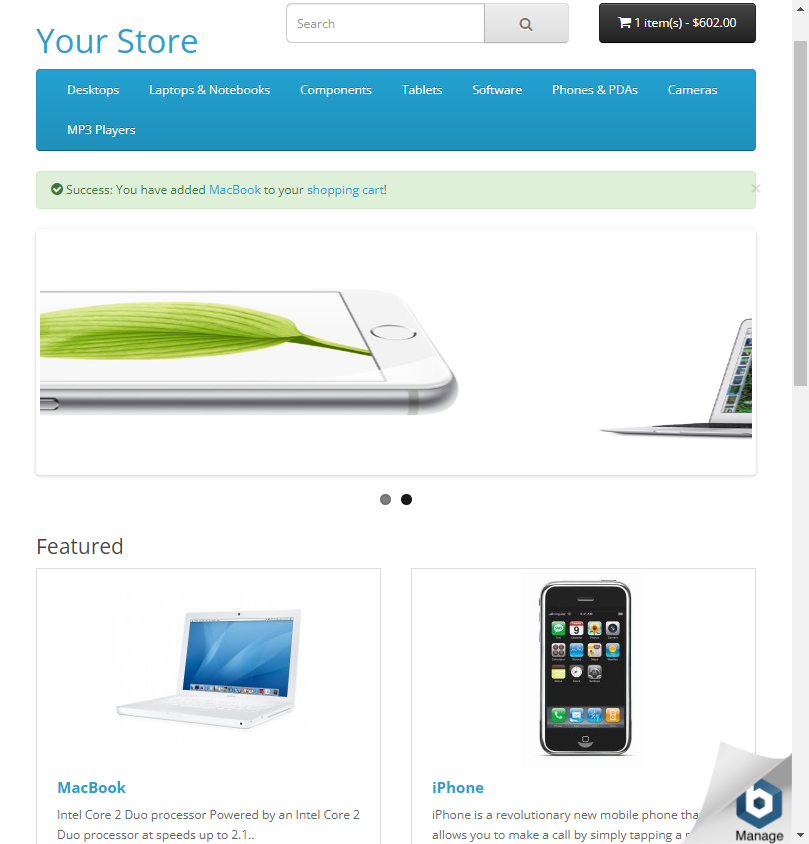 Your Store
Search
1 item(s) - $602.00
Desktops
Laptops & Notebooks
Components
Tablets
Software
Phones & PDAs
Cameras
MP3 Players
Success: You have added MacBook to your shopping cart!
×
Featured
MacBook
Intel Core 2 Duo processor Powered by an Intel Core 2
Duo processor at speeds up to 2.1..
iPhone
iPhone is a revolutionary new mobile phone
allows you to make a call by simply tapping a
Manage